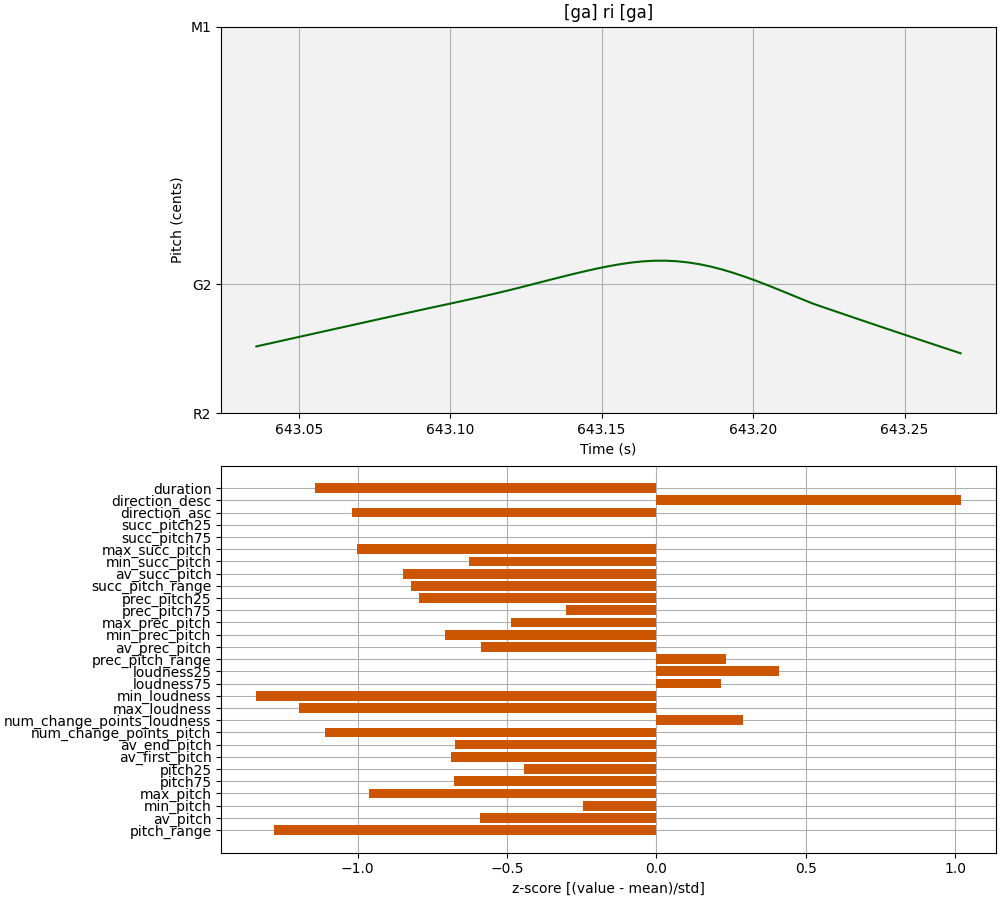 [ga] ri [ga]
M1
G2
R2
Pitch (cents)
643.05 643.10 643.15 643.20 643.25
Time (s)
duration
direction_desc
direction_asc
succ_pitch25
succ_pitch75
max_succ_pitch
min_succ_pitch
av_succ_pitch
succ_pitch_range
prec_pitch25
prec_pitch75
max_prec_pitch
min_prec_pitch
av_prec_pitch
prec_pitch_range
loudness25
loudness75
min_loudness
max_loudness
num_change_points_loudness
num_change_points_pitch
av_end_pitch
av_first_pitch
pitch25
pitch75
max_pitch
min_pitch
av_pitch
pitch_range
−1.0 −0.5 0.0 0.5 1.0
z-score [(value - mean)/std]